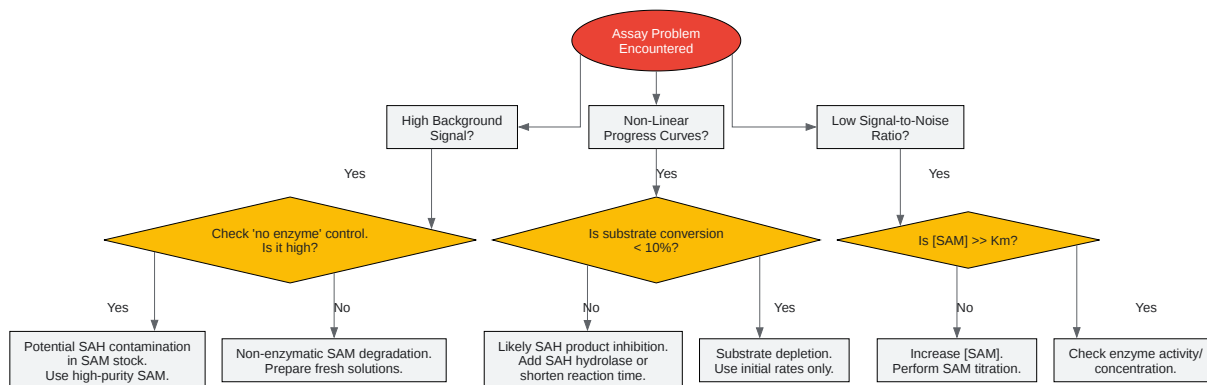 Assay Problem
Encountered
High Background
Signal?
Non-Linear
Progress Curves?
Low Signal-to-Noise
Ratio?
Yes
Yes
Yes
Check 'no enzyme' control.
Is it high?
Is substrate conversion
< 10%?
Is [SAM] >> Km?
Yes
No
No
Yes
No
Yes
Potential SAH contamination
in SAM stock.
Use high-purity SAM.
Non-enzymatic SAM degradation.
Prepare fresh solutions.
Likely SAH product inhibition.
Add SAH hydrolase or
shorten reaction time.
Substrate depletion.
Use initial rates only.
Increase [SAM].
Perform SAM titration.
Check enzyme activity/
concentration.